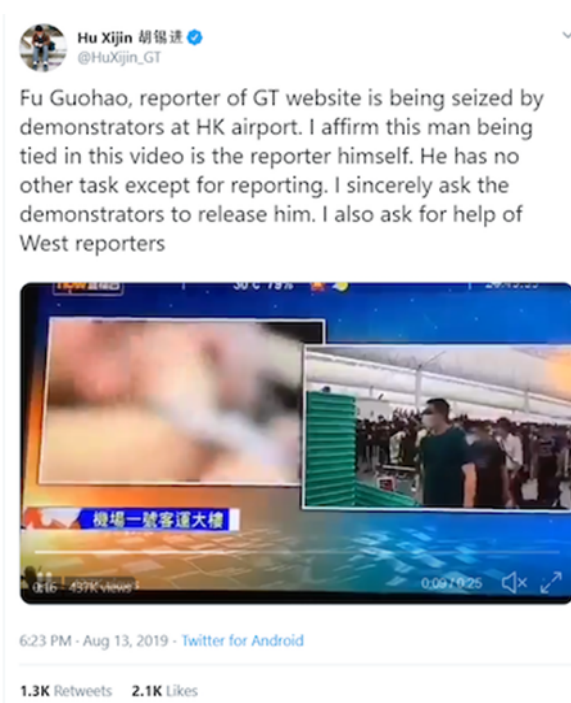 Hu Xijin 胡锡进
@HuXijin_GT
Fu Guohao, reporter of GT website is being seized by
demonstrators at HK airport. I affirm this man being
tied in this video is the reporter himself. He has no
other task except for reporting. I sincerely ask the
demonstrators to release him. I also ask for help of
West reporters
機場一號客運大樓
437K views
0:09 / 0:25
6:23 PM - Aug 13, 2019 - Twitter for Android
1.3K Retweets 2.1K Likes